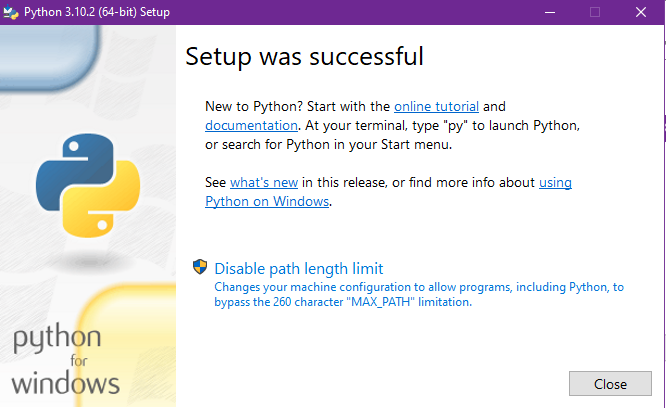 Python 3.10.2 (64-bit) Setup
Setup was successful
New to Python? Start with the online tutorial and
documentation. At your terminal, type "py" to launch Python,
or search for Python in your Start menu.
See what's new in this release, or find more info about using
Python on Windows.
Disable path length limit
Changes your machine configuration to allow programs, including Python, to
bypass the 260 character "MAX_PATH" limitation.
python
for
windows
Close